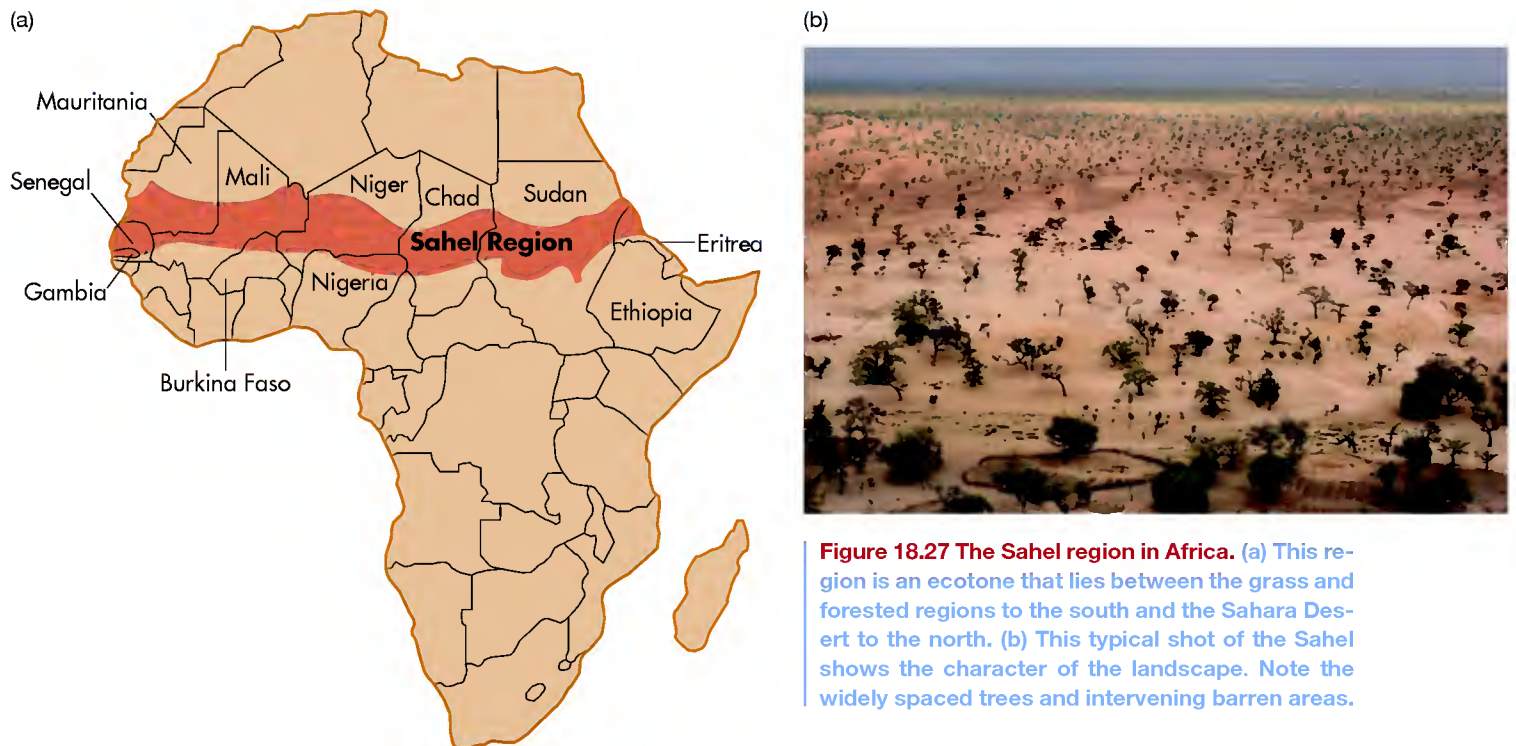 (a)
Mauritania
Senegal
Mali
Niger
Chad
Sudan
Sahel Region
Eritrea
Gambia
Nigeria
Ethiopia
Burkina Faso
(b)
Figure 18.27 The Sahel region in Africa. (a) This re-
gion is an ecotone that lies between the grass and
forested regions to the south and the Sahara Des-
ert to the north. (b) This typical shot of the Sahel
shows the character of the landscape. Note the
widely spaced trees and intervening barren areas.